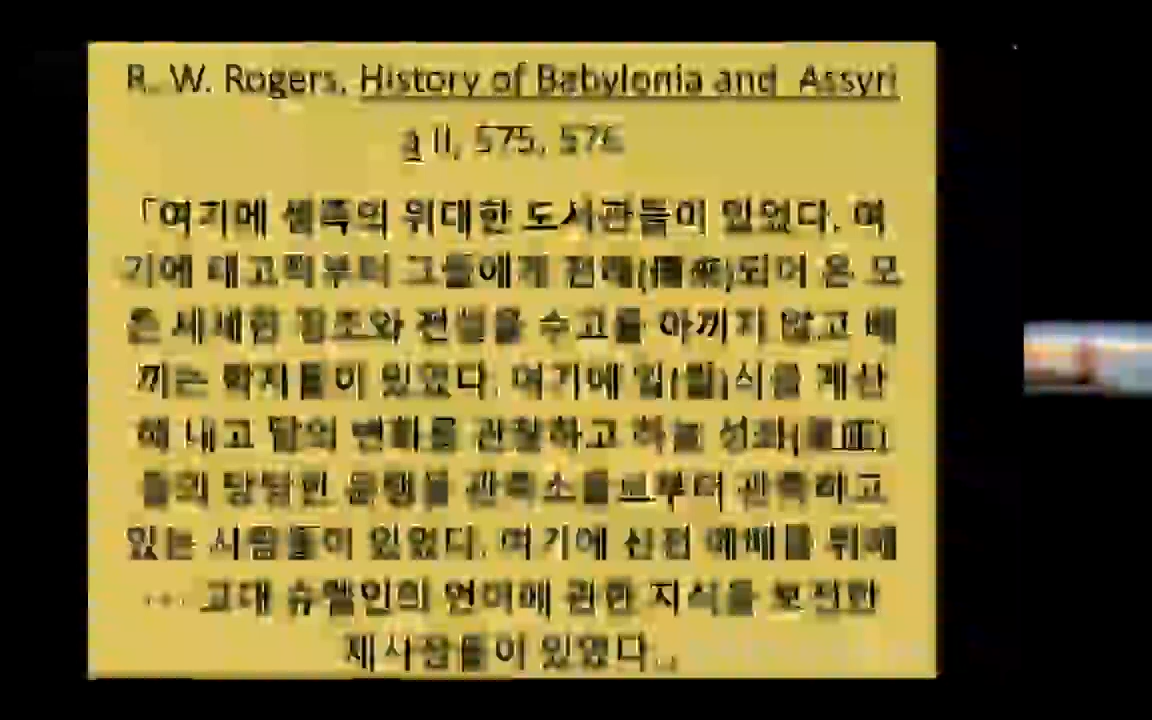 R. W. Rogers, History of Babylonia and Assyri
a II, 575, 576
「여기에 셈족의 위대한 도서관들이 있었다. 여
기에 태고적부터 그들에게 전래(傳來)되어 온 모
든 세세한 와 전설을 수고를 아끼지 않고 베
끼는 학자들이 있었다. 여기에 일(월)식을 계산
해 내고 달의 변화를 관찰하고 하늘 성좌(星座)
들의 운행을 관측소들로부터 관측하고
있는 사람들이 있었다. 여기에 신전 예배를 위해
… 고대 슈멜인의 언어에 관한 지식을 보전한
제사장들이 있었다.」